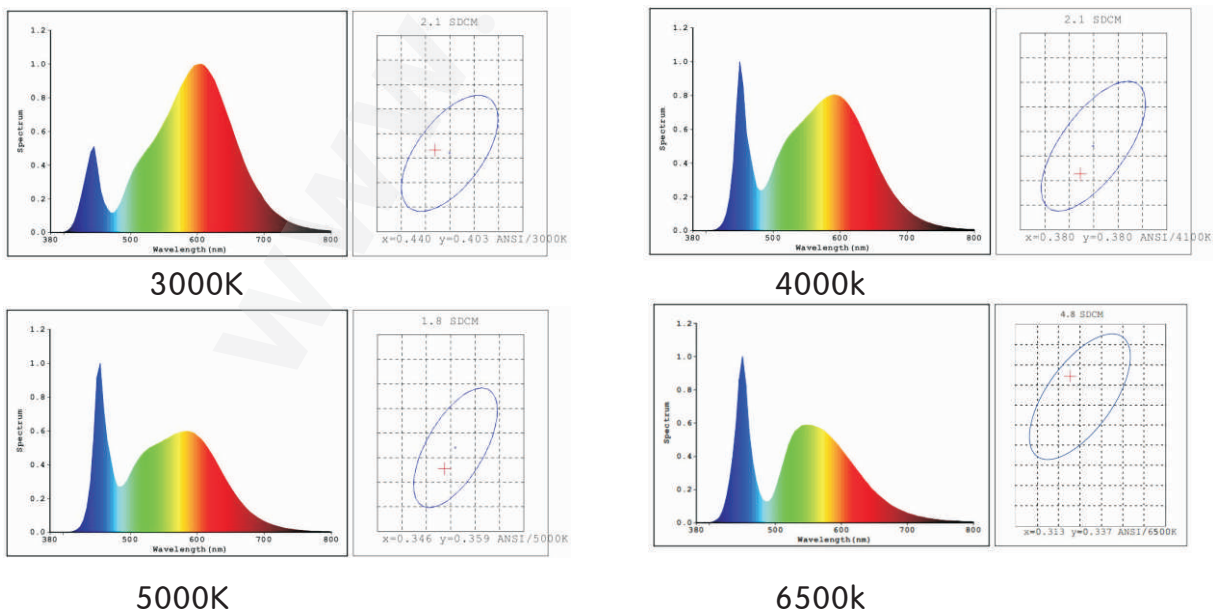 2.1 SDCM
1.2
1.0
0.8
0.6
0.4
0.2
0.0
Spectrum
380
500
600
700
800
Wavelength(nm)
x=0.440 y=0.403 ANSI/3000K
3000K
2.1 SDCM
1.2
1.0
0.8
0.6
0.4
0.2
0.0
Spectrum
380
500
600
700
800
Wavelength(nm)
x=0.380 y=0.380 ANSI/4100K
4000k
1.8 SDCM
1.2
1.0
0.8
0.6
0.4
0.2
0.0
Spectrum
380
500
600
700
800
Wavelength(nm)
x=0.346 y=0.359 ANSI/5000K
5000K
4.8 SDCM
1.2
1.0
0.8
0.6
0.4
0.2
0.0
Spectrum
380
500
600
700
800
Wavelength(nm)
x=0.313 y=0.337 ANSI/6500K
6500k
www.